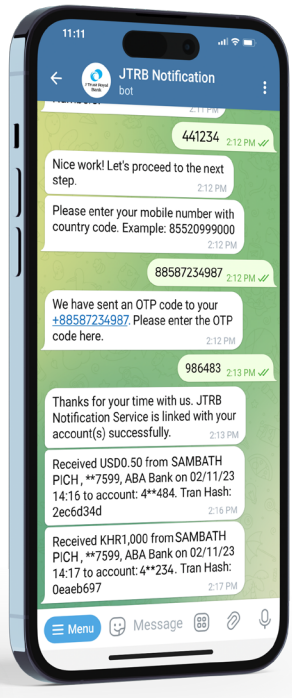 11:11
J Trust Royal
Bank
JTRB Notification
bot
2:11 PM
441234 2:12 PM
Nice work! Let's proceed to the next
step.
2:12 PM
Please enter your mobile number with
country code. Example: 85520999000
2:12 PM
88587234987 2:12 PM
We have sent an OTP code to your
+88587234987. Please enter the OTP
code here.
2:12 PM
986483 2:13 PM
Thanks for your time with us. JTRB
Notification Service is linked with your
account(s) successfully.
2:13 PM
Received USD0.50 from SAMBATH
PICH, **7599, ABA Bank on 02/11/23
14:16 to account: 4**484. Tran Hash:
2ec6d34d
2:16 PM
Received KHR1,000 from SAMBATH
PICH, **7599, ABA Bank on 02/11/23
14:17 to account: 4**234. Tran Hash:
0eaeb697
2:17 PM
Menu
Message